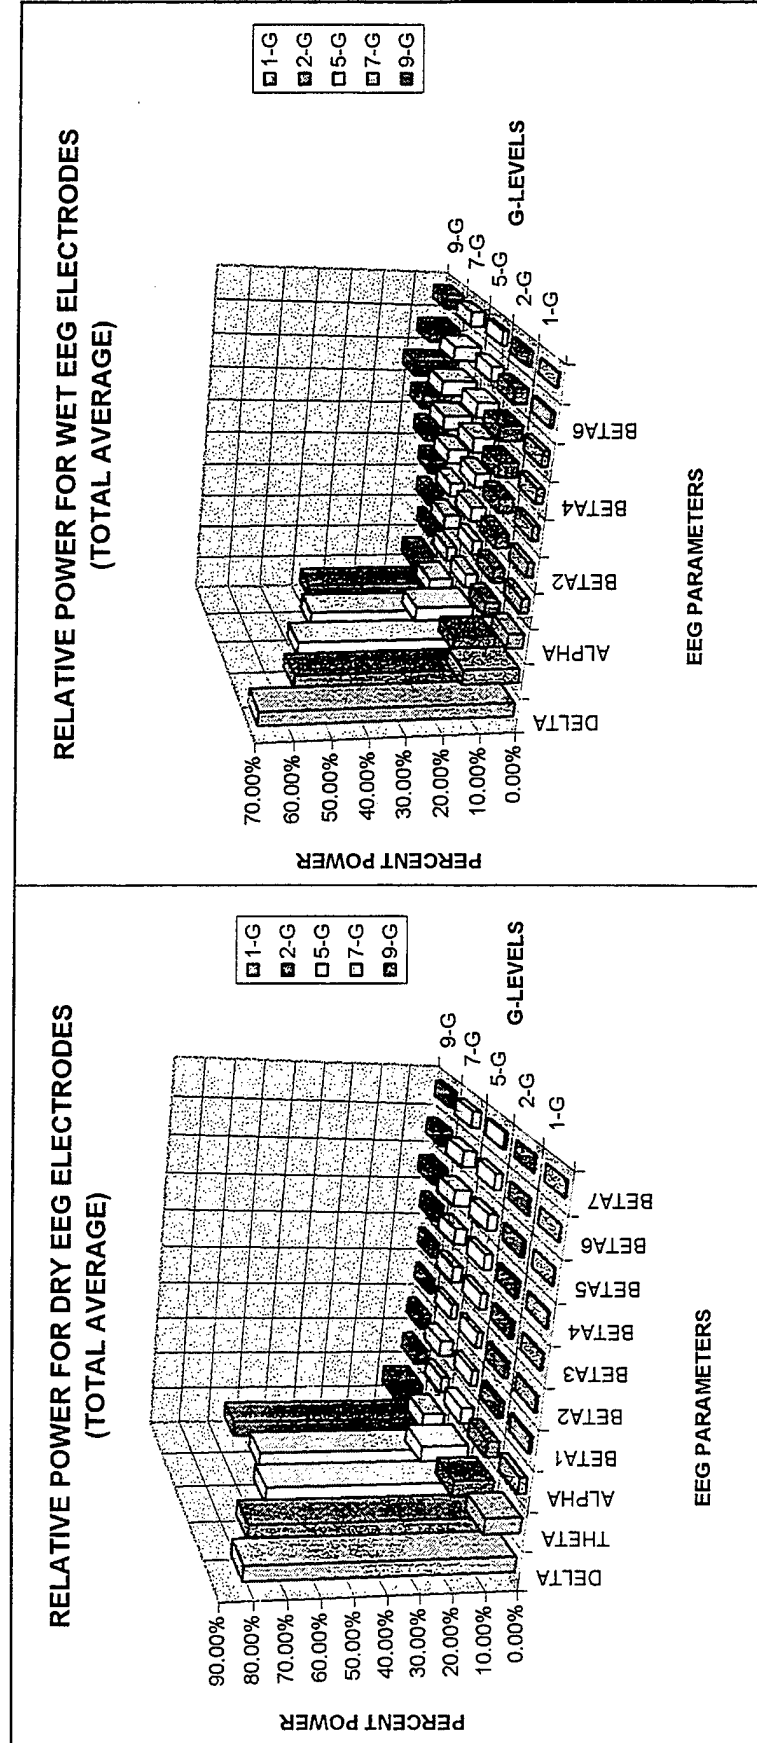 RELATIVE POWER FOR DRY EEG ELECTRODES
(TOTAL AVERAGE)
PERCENT POWER
90.00%
80.00%
70.00%
60.00%
50.00%
40.00%
30.00%
20.00%
10.00%
0.00%
DELTA
THETA
ALPHA
BETA1
BETA2
BETA3
BETA4
BETA5
BETA6
BETA7
EEG PARAMETERS
9-G
7-G
5-G
2-G
1-G
G-LEVELS
1-G
2-G
5-G
7-G
9-G
RELATIVE POWER FOR WET EEG ELECTRODES
(TOTAL AVERAGE)
PERCENT POWER
70.00%
60.00%
50.00%
40.00%
30.00%
20.00%
10.00%
0.00%
DELTA
ALPHA
BETA2
BETA4
BETA6
EEG PARAMETERS
9-G
7-G
5-G
2-G
1-G
G-LEVELS
1-G
2-G
5-G
7-G
9-G